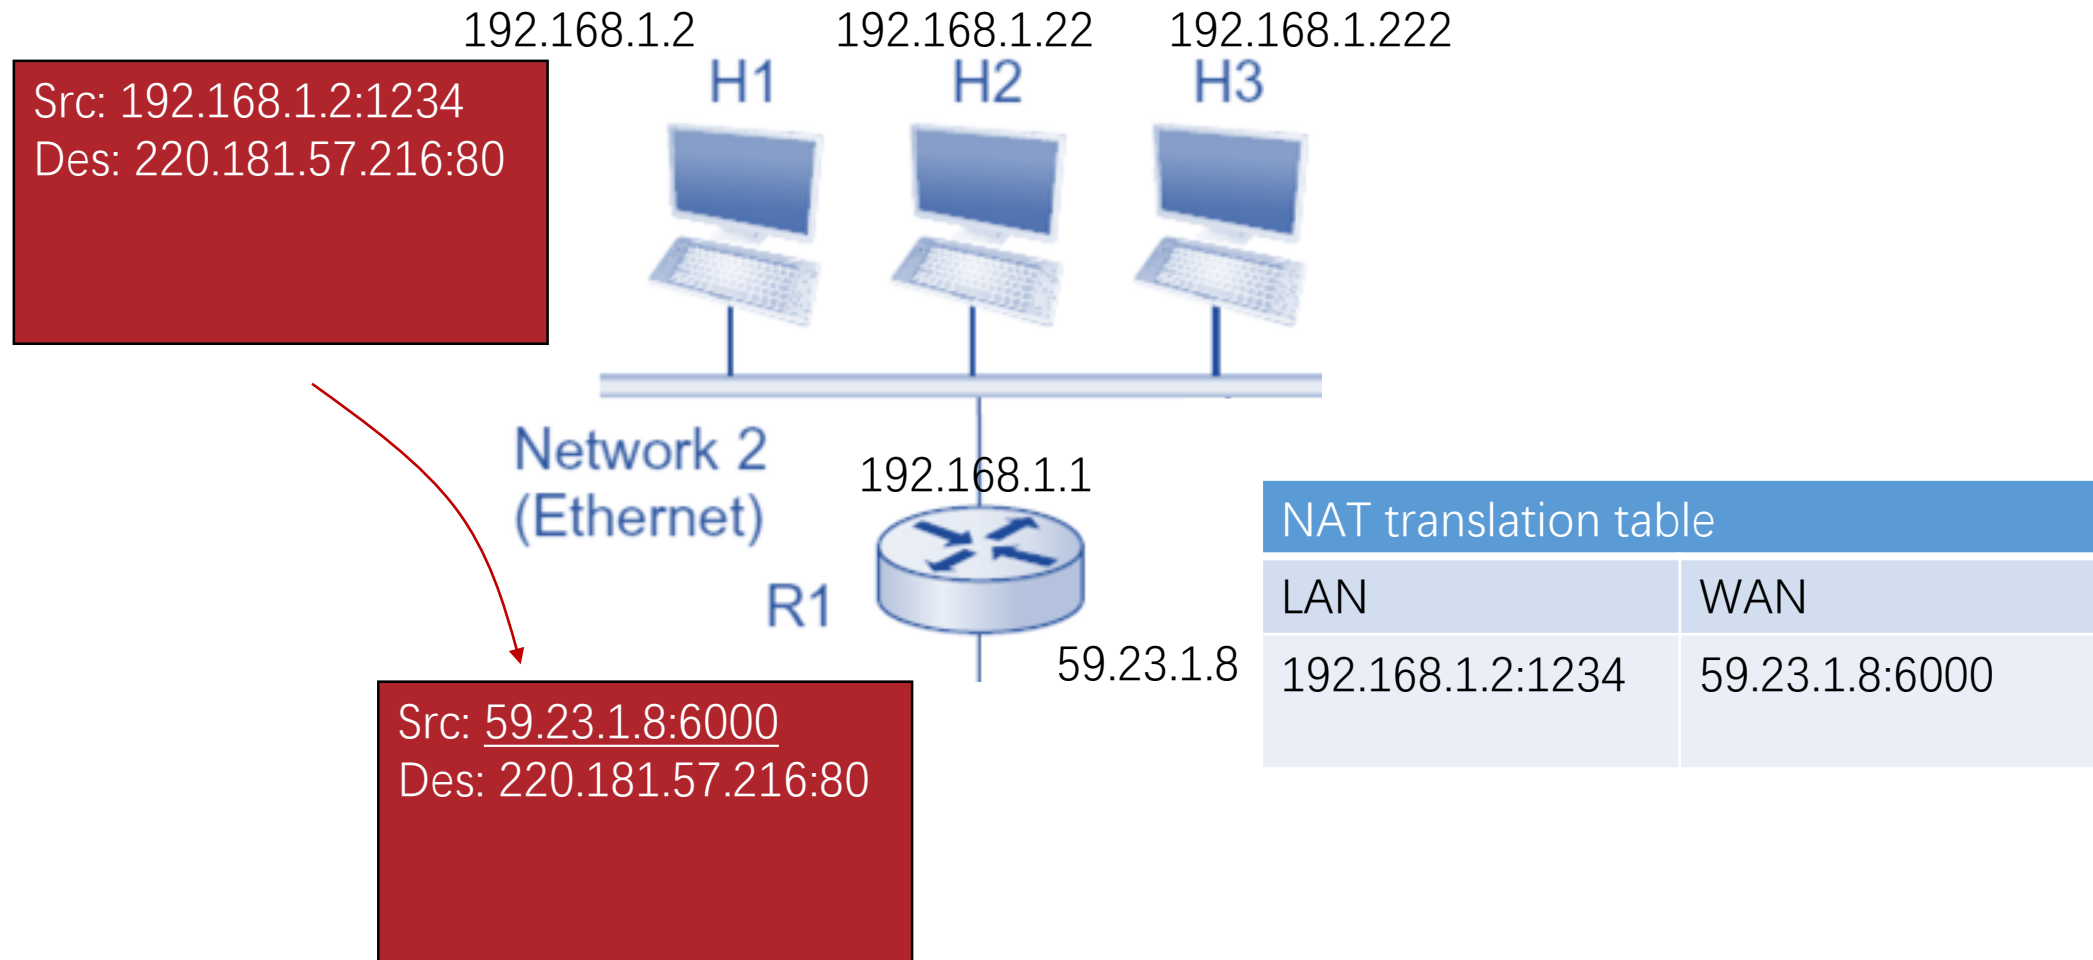 192.168.1.2
192.168.1.22
192.168.1.222
H1
H2
H3
Src: 192.168.1.2:1234
Des: 220.181.57.216:80
Network 2
(Ethernet)
192.168.1.1
R1
59.23.1.8
NAT translation table
LAN
WAN
192.168.1.2:1234
59.23.1.8:6000
Src: 59.23.1.8:6000
Des: 220.181.57.216:80